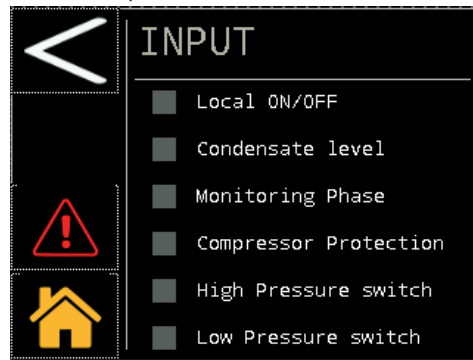 INPUT
Local ON/OFF
Condensate level
Monitoring Phase
Compressor Protection
High Pressure switch
Low Pressure switch